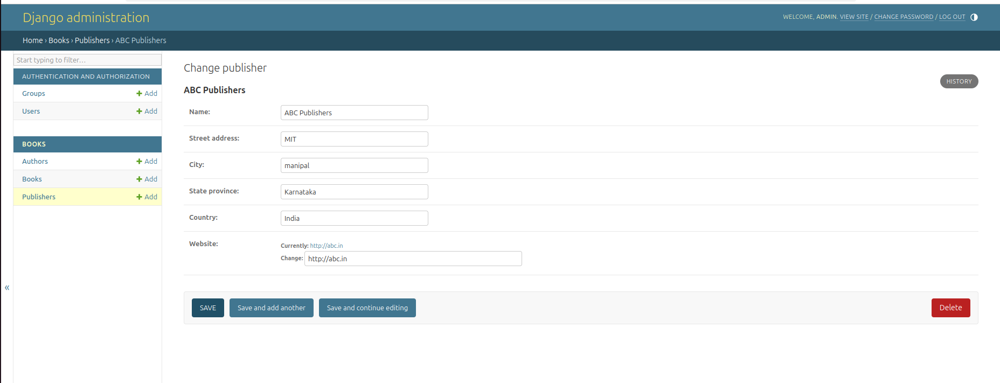 Django administration
WELCOME, ADMIN. VIEW SITE / CHANGE PASSWORD / LOG OUT
Home › Books › Publishers › ABC Publishers
Start typing to filter…
AUTHENTICATION AND AUTHORIZATION
Groups Add
Users Add
BOOKS
Authors Add
Books Add
Publishers Add
«
Change publisher
HISTORY
ABC Publishers
Name: ABC Publishers
Street address: MIT
City: manipal
State province: Karnataka
Country: India
Website: Currently: http://abc.in
Change: http://abc.in
SAVE Save and add another Save and continue editing Delete